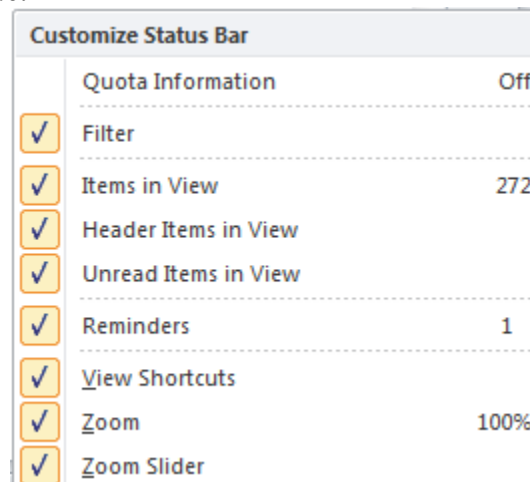 Customize Status Bar
Quota Information Off
Filter
Items in View 272
Header Items in View
Unread Items in View
Reminders 1
View Shortcuts
Zoom 100%
Zoom Slider